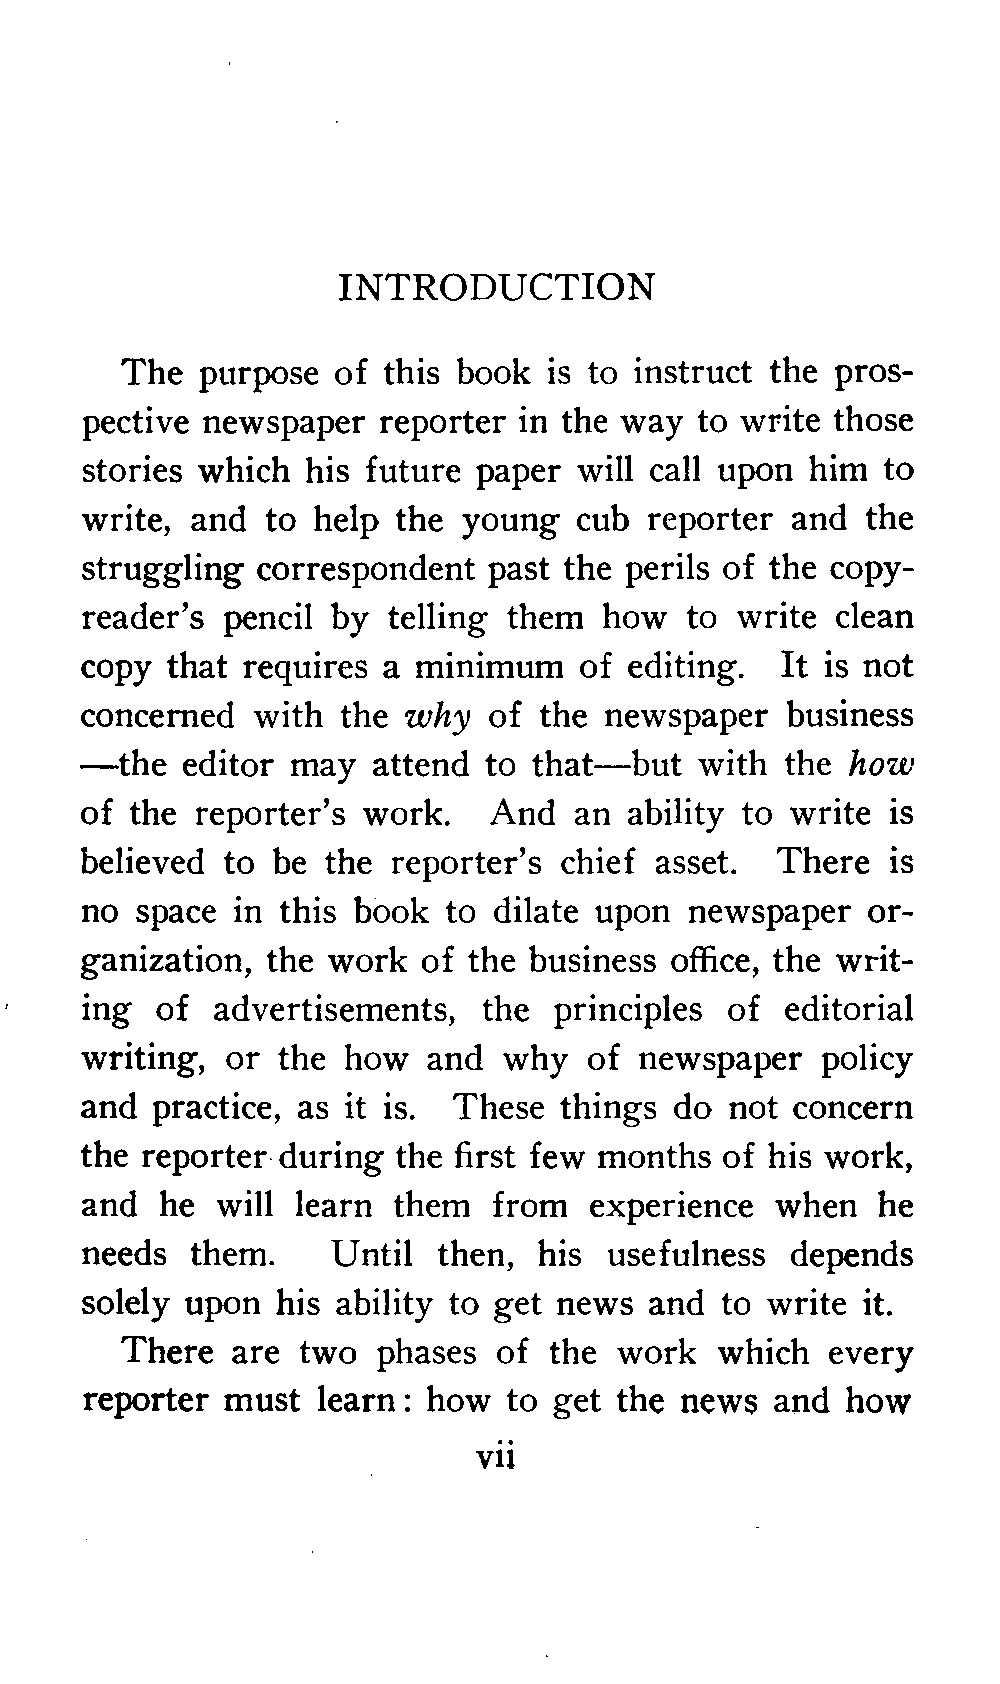 INTRODUCTION
The purpose of this book is to instruct the pros-
pective newspaper reporter in the way to write those
stories which his future paper will call upon him to
write, and to help the young cub reporter and the
struggling correspondent past the perils of the copy-
reader's pencil by telling them how to write clean
copy that requires a minimum of editing. It is not
concerned with the why of the newspaper business
—the editor may attend to that—but with the how
of the reporter's work. And an ability to write is
believed to be the reporter's chief asset. There is
no space in this book to dilate upon newspaper or-
ganization, the work of the business office, the writ-
ing of advertisements, the principles of editorial
writing, or the how and why of newspaper policy
and practice, as it is. These things do not concern
the reporter during the first few months of his work,
and he will learn them from experience when he
needs them. Until then, his usefulness depends
solely upon his ability to get news and to write it.
There are two phases of the work which every
reporter must learn: how to get the news and how
vii